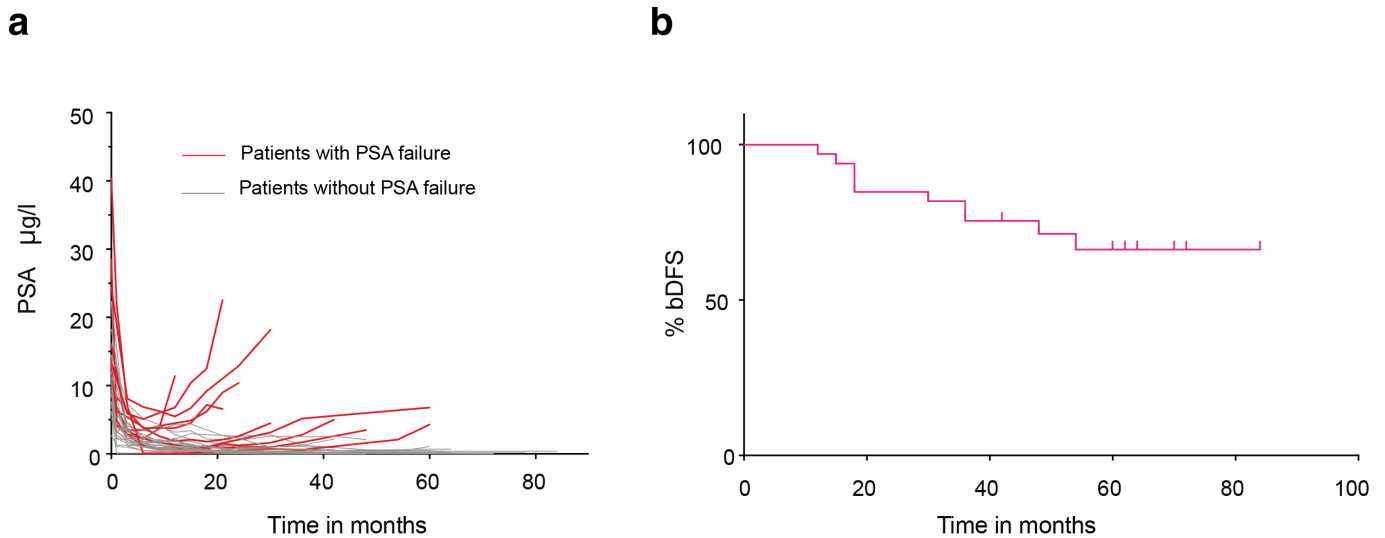 a
50
40
30
20
10
0
PSA µg/l
Patients with PSA failure
Patients without PSA failure
0 20 40 60 80
Time in months
b
100
50
0
% bDFS
0 20 40 60 80 100
Time in months